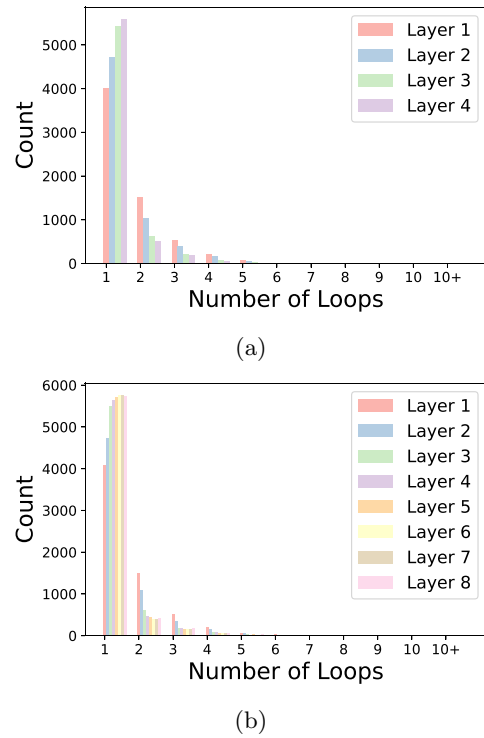 Layer 1
Layer 2
Layer 3
Layer 4
5000
4000
3000
2000
1000
0
Count
1 2 3 4 5 6 7 8 9 10 10+
Number of Loops
(a)
Layer 1
Layer 2
Layer 3
Layer 4
Layer 5
Layer 6
Layer 7
Layer 8
6000
5000
4000
3000
2000
1000
0
Count
1 2 3 4 5 6 7 8 9 10 10+
Number of Loops
(b)